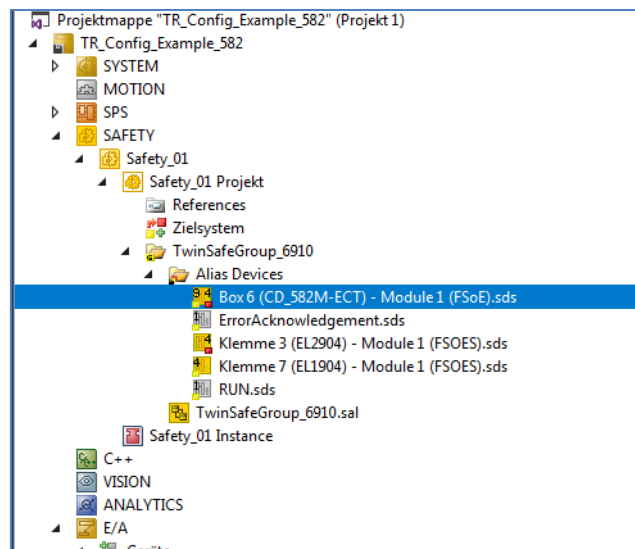 Projektmappe "TR_Config_Example_582" (Projekt 1)
TR_Config_Example_582
SYSTEM
MOTION
SPS
SAFETY
Safety_01
Safety_01 Projekt
References
Zielsystem
TwinSafeGroup_6910
Alias Devices
Box 6 (CD_582M-ECT) - Module 1 (FSoE).sds
ErrorAcknowledgement.sds
Klemme 3 (EL2904) - Module 1 (FSOES).sds
Klemme 7 (EL1904) - Module 1 (FSOES).sds
RUN.sds
TwinSafeGroup_6910.sal
Safety_01 Instance
C++
VISION
ANALYTICS
E/A